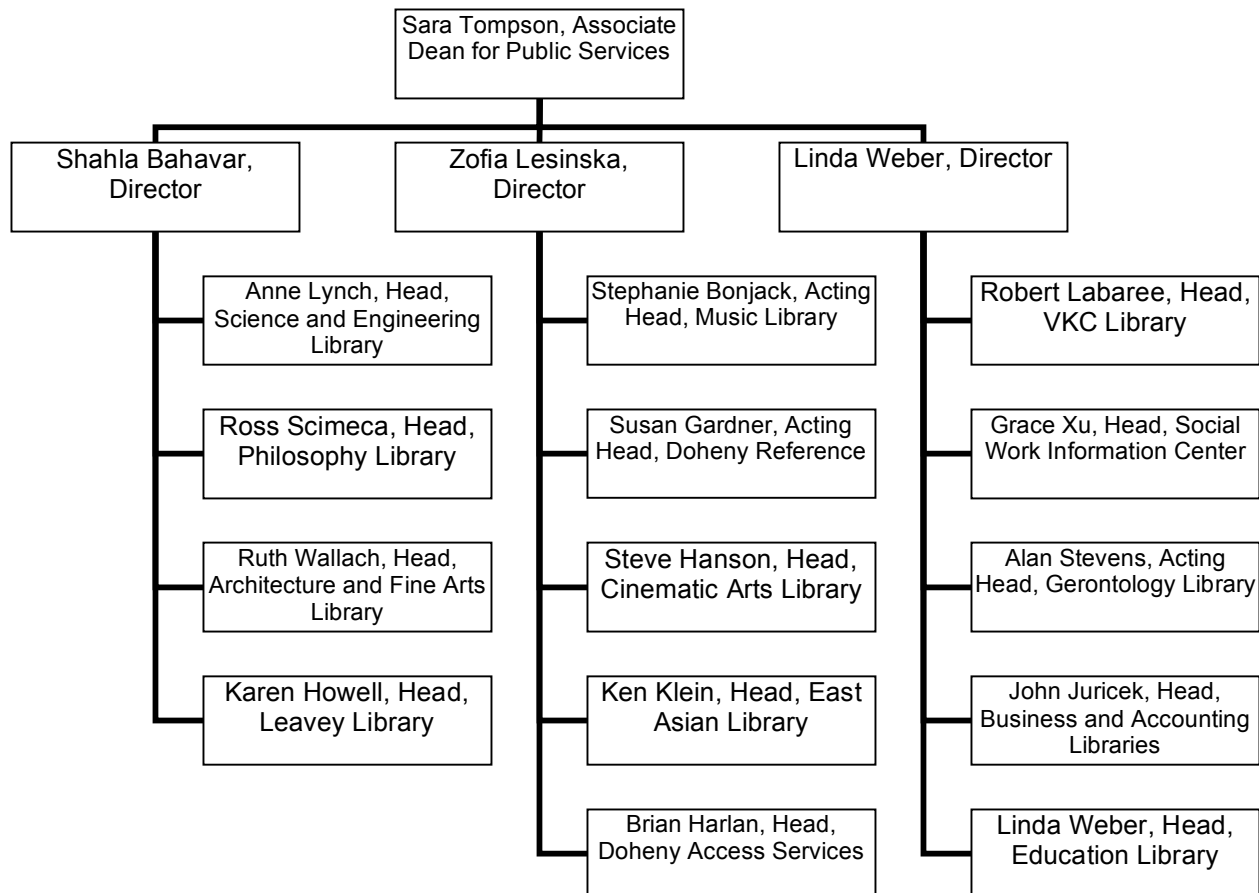 Sara Tompson, Associate
Dean for Public Services
Shahla Bahavar,
Director
Zofia Lesinska,
Director
Linda Weber, Director
Anne Lynch, Head,
Science and Engineering
Library
Ross Scimeca, Head,
Philosophy Library
Ruth Wallach, Head,
Architecture and Fine Arts
Library
Karen Howell, Head,
Leavey Library
Stephanie Bonjack, Acting
Head, Music Library
Susan Gardner, Acting
Head, Doheny Reference
Steve Hanson, Head,
Cinematic Arts Library
Ken Klein, Head, East
Asian Library
Brian Harlan, Head,
Doheny Access Services
Robert Labaree, Head,
VKC Library
Grace Xu, Head, Social
Work Information Center
Alan Stevens, Acting
Head, Gerontology Library
John Juricek, Head,
Business and Accounting
Libraries
Linda Weber, Head,
Education Library